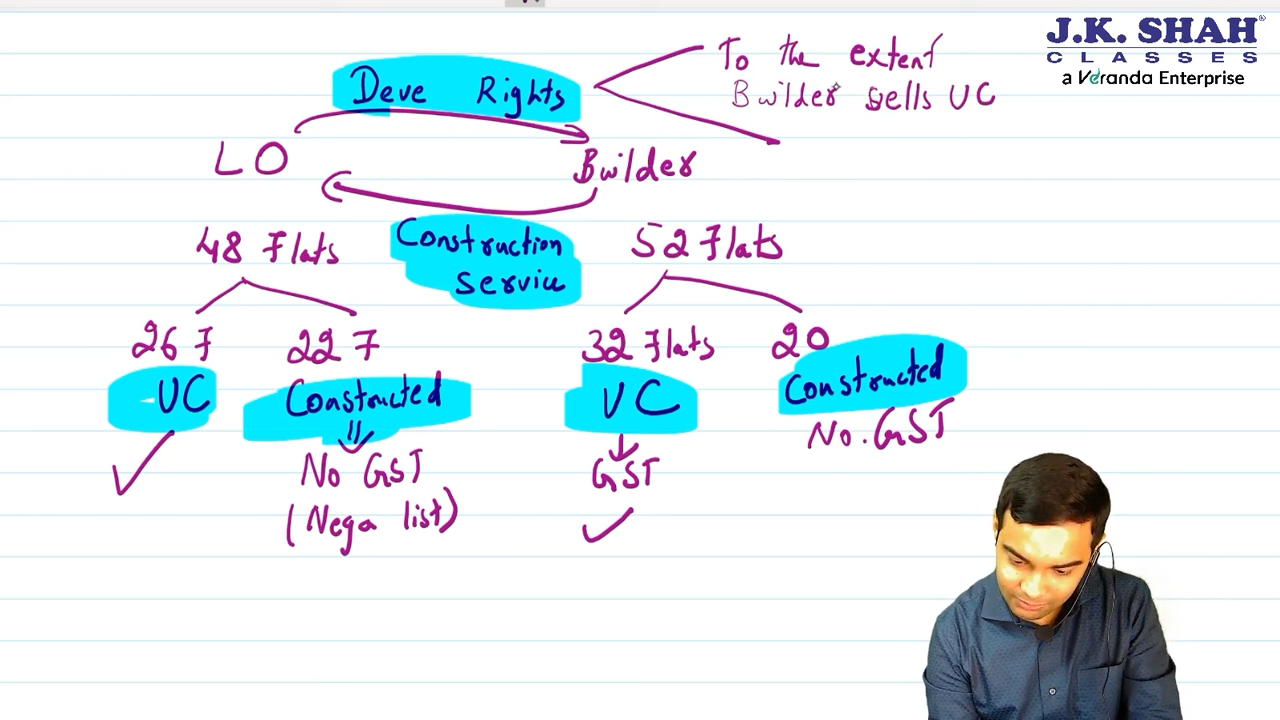 J.K. SHAH®
CLASSES
a Veranda Enterprise
To the extent
Builder sells UC
Deve Rights
LO
Builder
Construction
Service
48 Flats
52 Flats
26 F
22 F
32 Flats
20
UC
Constructed
UC
Constructed
No GST
(Nega list)
GST
No. GST